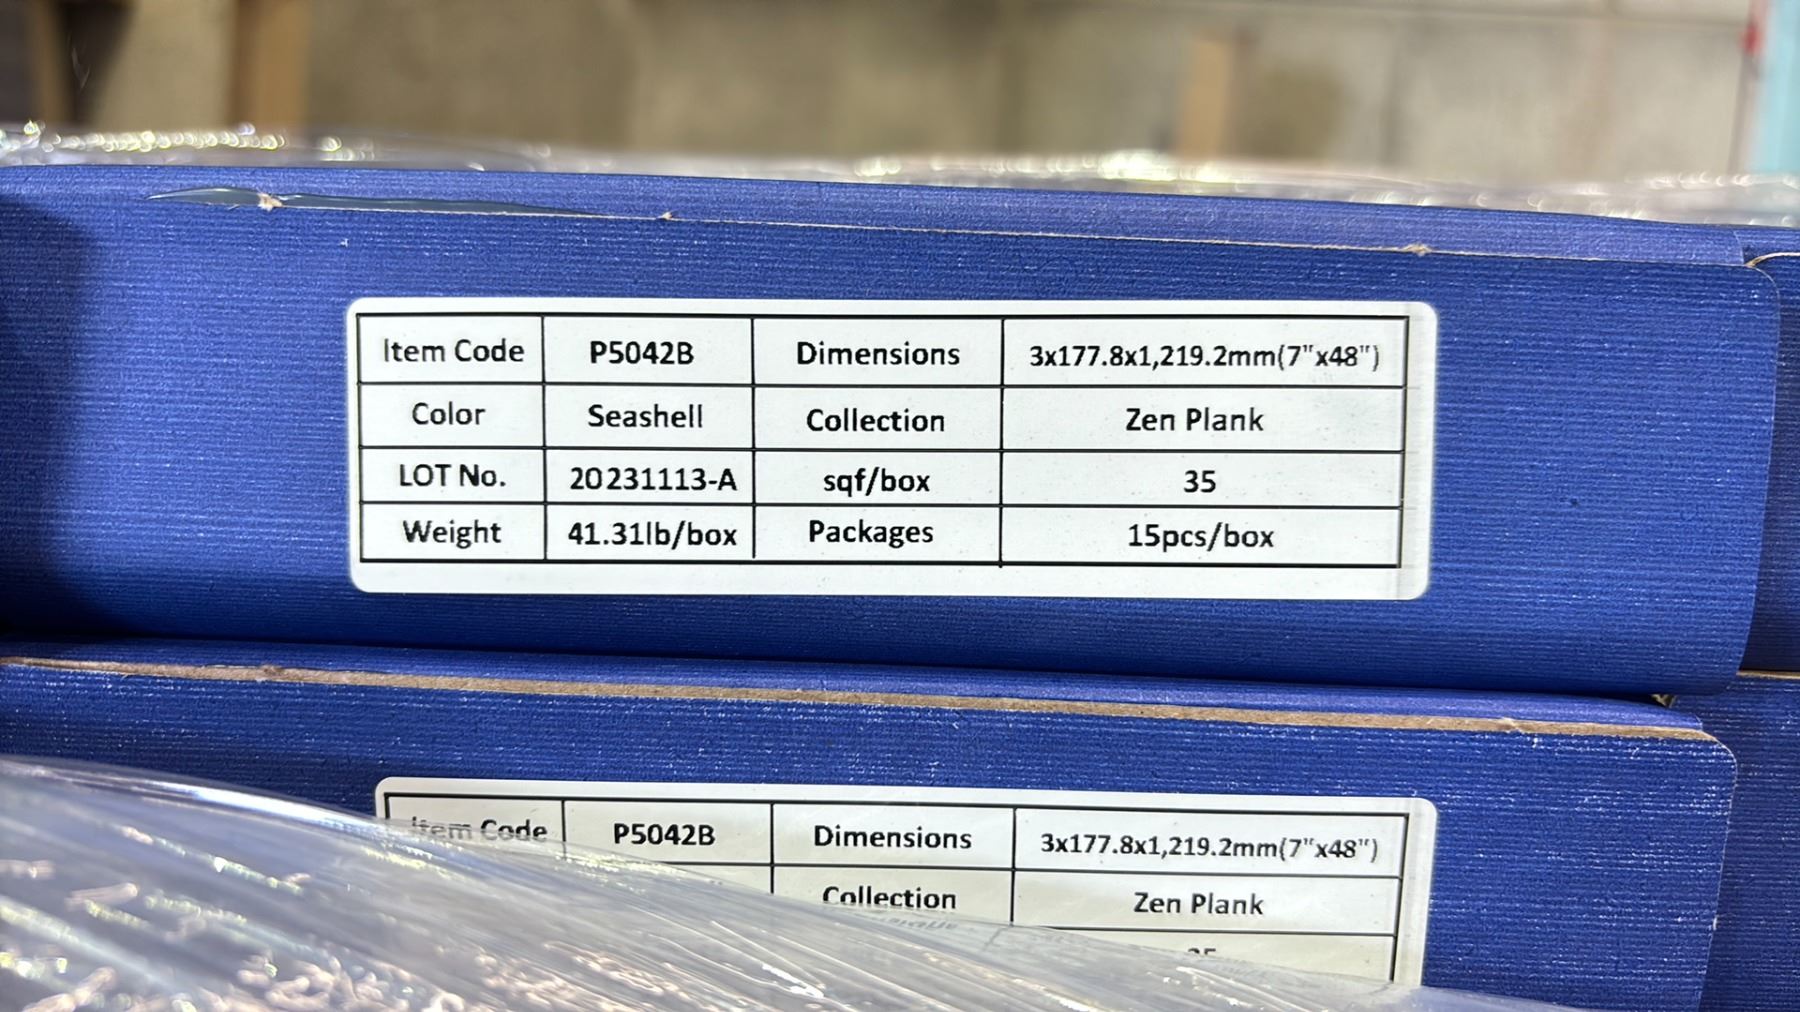 Item Code P5042B Dimensions 3x177.8x1,219.2mm(7"x48")
Color Seashell Collection Zen Plank
LOT No. 20231113-A sqf/box 35
Weight 41.31lb/box Packages 15pcs/box
Item Code P5042B Dimensions 3x177.8x1,219.2mm(7"x48")
Collection Zen Plank